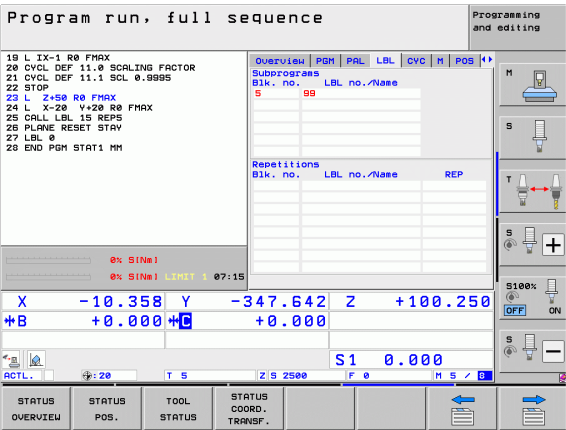 Program run, full sequence
Programming
and editing
19 L IX-1 R0 FMAX
20 CYCL DEF 11.0 SCALING FACTOR
21 CYCL DEF 11.1 SCL 0.9995
22 STOP
23 L Z+50 R0 FMAX
24 L X-20 Y+20 R0 FMAX
25 CALL LBL 15 REP5
26 PLANE RESET STAY
27 LBL 0
28 END PGM STAT1 MM
Overview PGM PAL LBL CYC M POS
Subprograms
Blk. no. LBL no./Name
5 99
Repetitions
Blk. no. LBL no./Name REP
0% S[Nm]
0% S[Nm] LIMIT 1 07:15
X -10.358 Y -347.642 Z +100.250
B +0.000 C +0.000
S1 0.000
ACTL. : 20 T 5 Z S 2500 F 0 M 5 / 8
M
S
T
S
S100%
OFF ON
S
STATUS
OVERVIEW
STATUS
POS.
TOOL
STATUS
STATUS
COORD.
TRANSF.